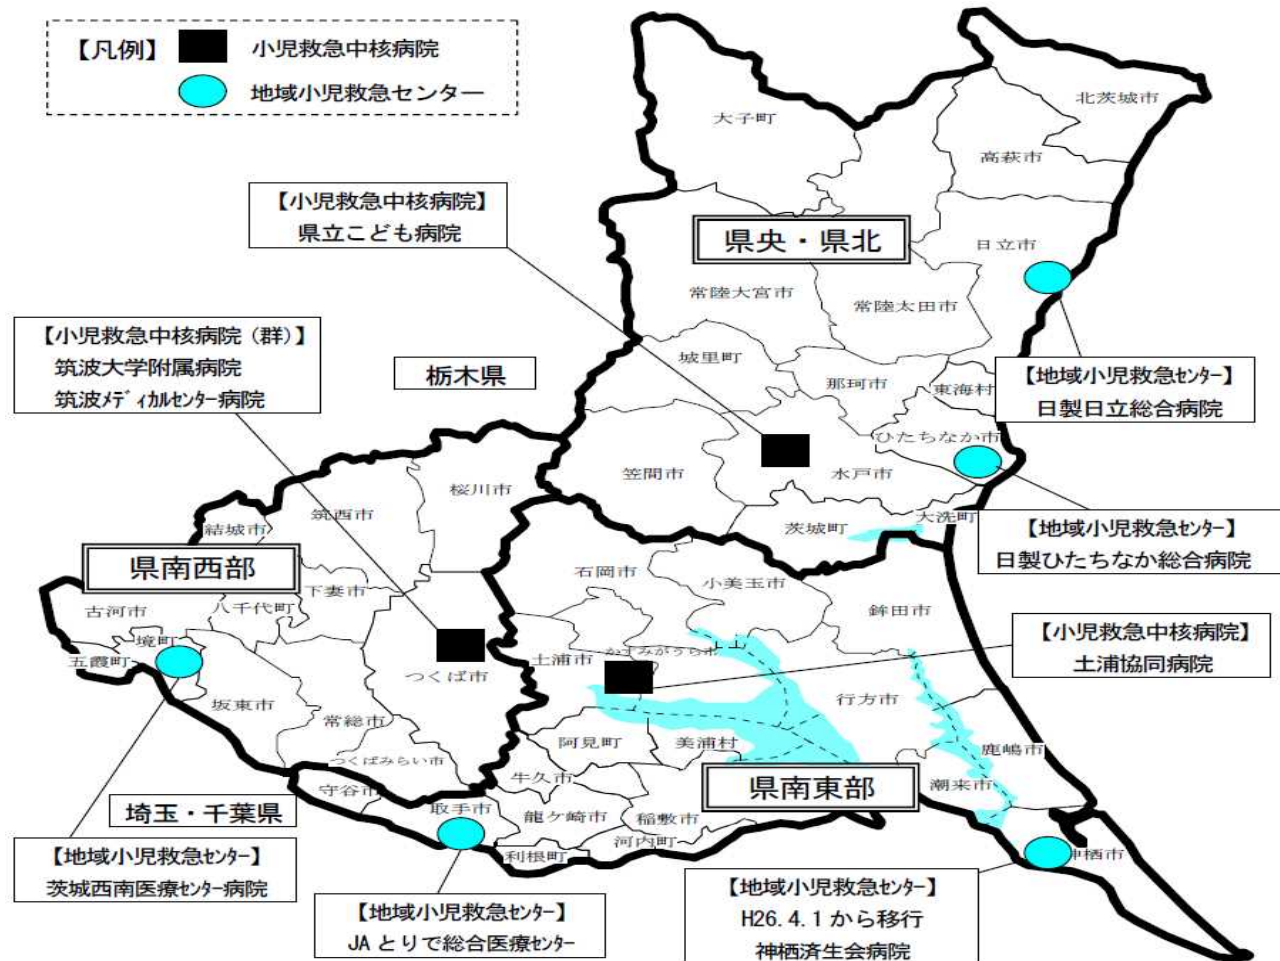 【凡例】
小児救急中核病院
地域小児救急センター
大子町
北茨城市
高萩市
【小児救急中核病院】
県立こども病院
県央・県北
日立市
常陸大宮市
常陸太田市
【小児救急中核病院（群）】
筑波大学附属病院
筑波メディカルセンター病院
栃木県
城里町
那珂市
東海村
【地域小児救急センター】
日製日立総合病院
ひたちなか市
笠間市
水戸市
桜川市
筑西市
結城市
茨城町
大洗町
【地域小児救急センター】
日製ひたちなか総合病院
県南西部
石岡市
小美玉市
下妻市
八千代町
古河市
鉾田市
境町
五霞町
【小児救急中核病院】
土浦協同病院
土浦市
かすみがうら市
つくば市
坂東市
常総市
行方市
阿見町
美浦村
鹿嶋市
つくばみらい市
牛久市
県南東部
潮来市
守谷市
取手市
埼玉・千葉県
龍ケ崎市
稲敷市
河内町
利根町
神栖市
【地域小児救急センター】
茨城西南医療センター病院
【地域小児救急センター】
JAとりで総合医療センター
【地域小児救急センター】
H26.4.1から移行
神栖済生会病院